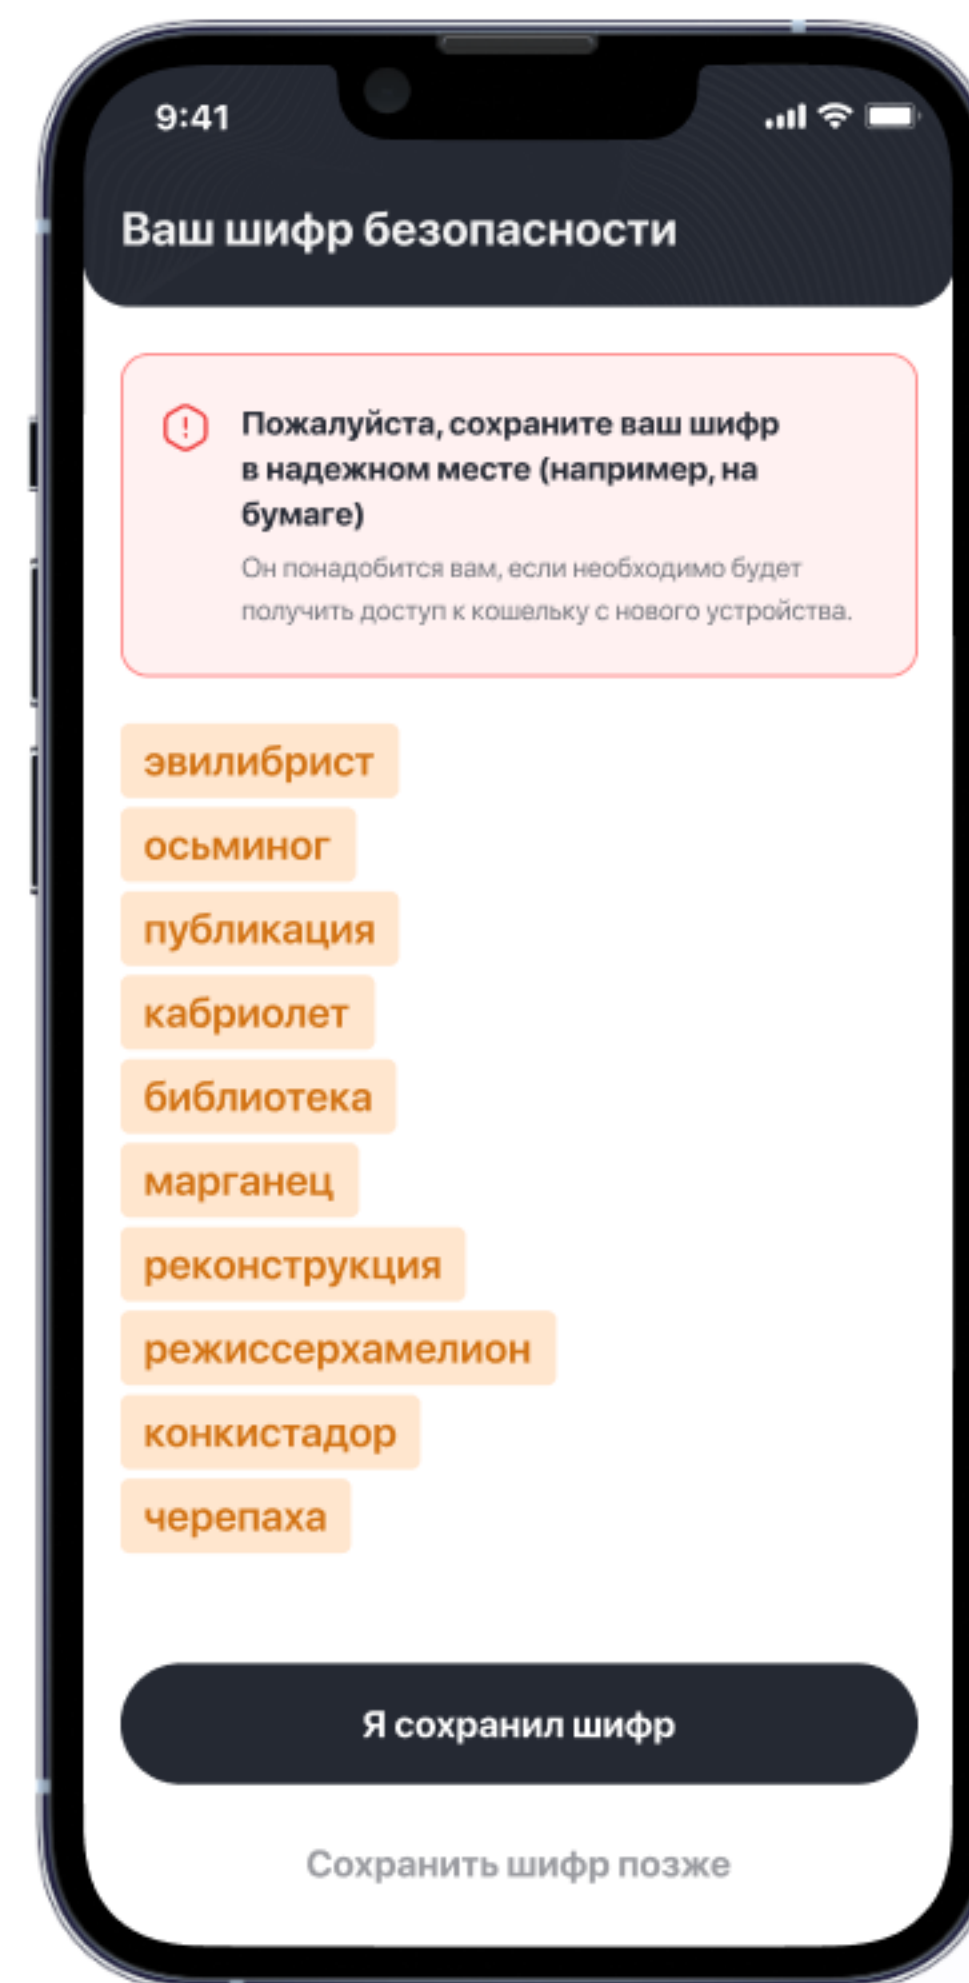 9:41
Ваш шифр безопасности
Пожалуйста, сохраните ваш шифр
в надежном месте (например, на
бумаге)
Он понадобится вам, если необходимо будет
получить доступ к кошельку с нового устройства.
эвилибрист
осьминог
публикация
кабриолет
библиотека
марганец
реконструкция
режиссерхамелион
конкистадор
черепаха
Я сохранил шифр
Сохранить шифр позже